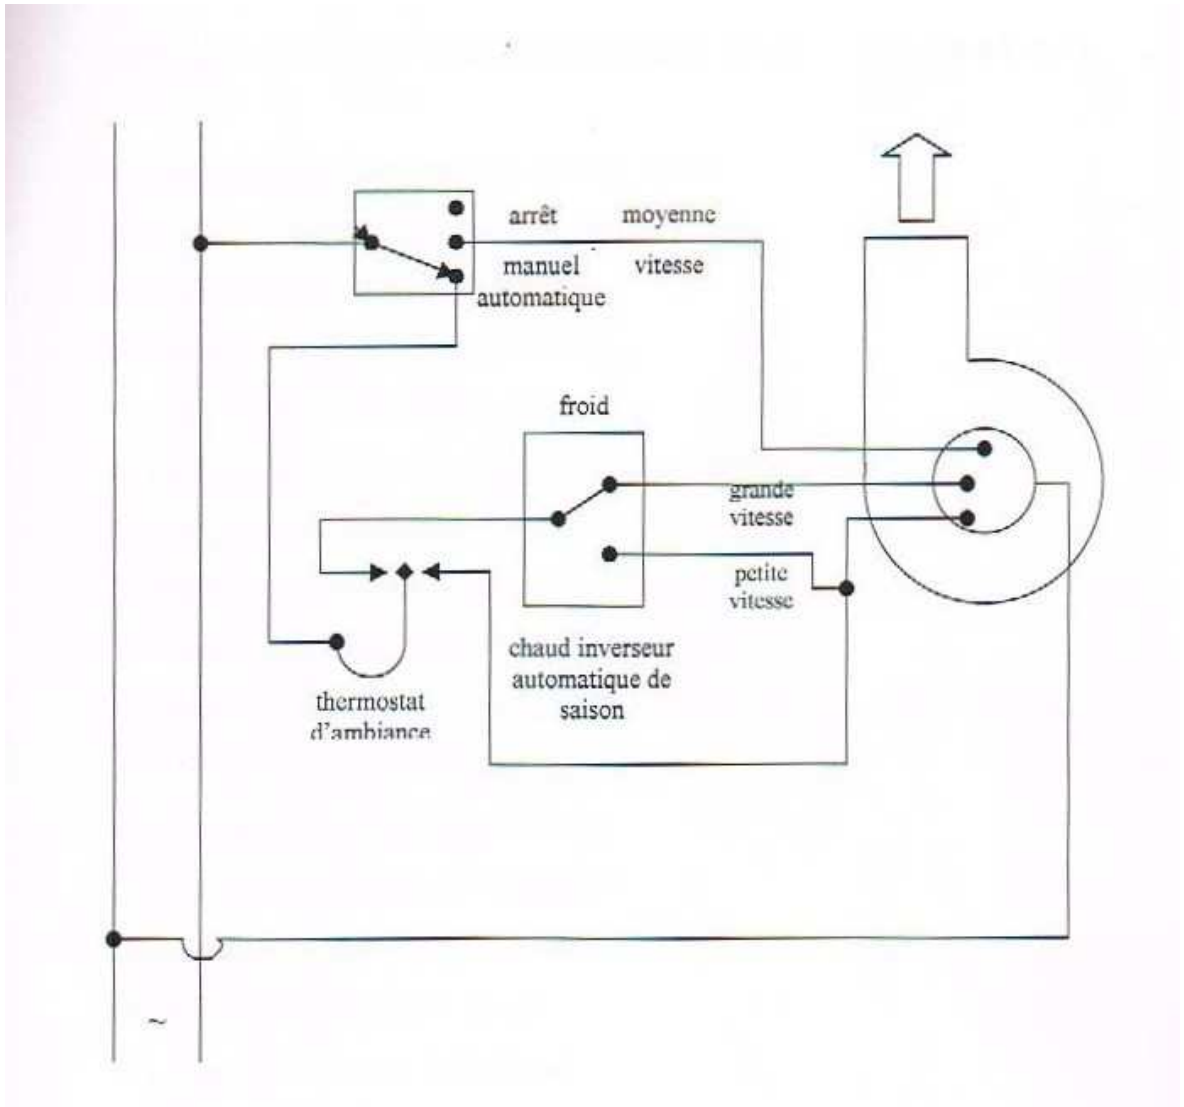 arrêt moyenne
manuel vitesse
automatique
froid
grande
vitesse
petite
vitesse
chaud inverseur
automatique de
saison
thermostat
d'ambiance
~